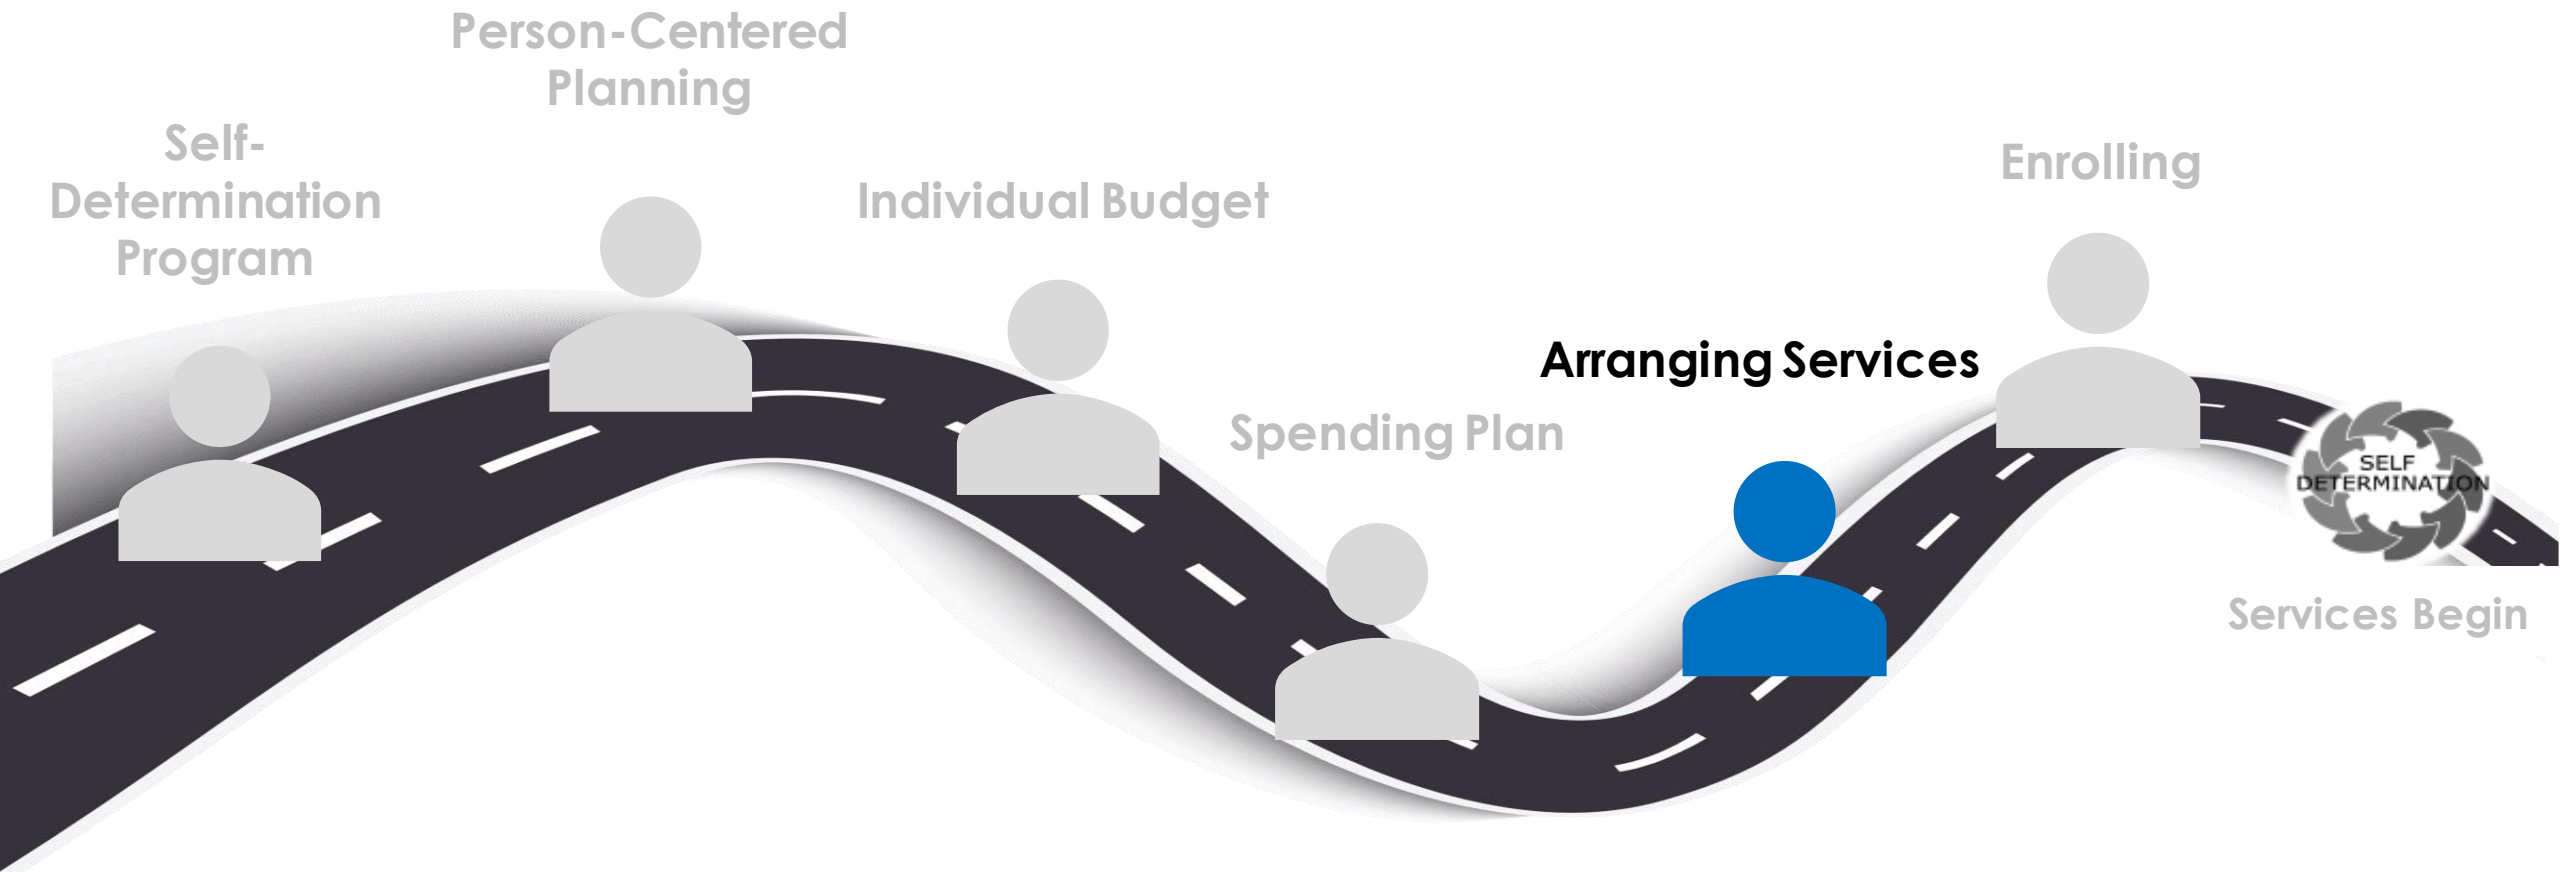 Self-
Determination
Program
Person-Centered
Planning
Individual Budget
Spending Plan
Arranging Services
Enrolling
SELF
DETERMINATION
Services Begin